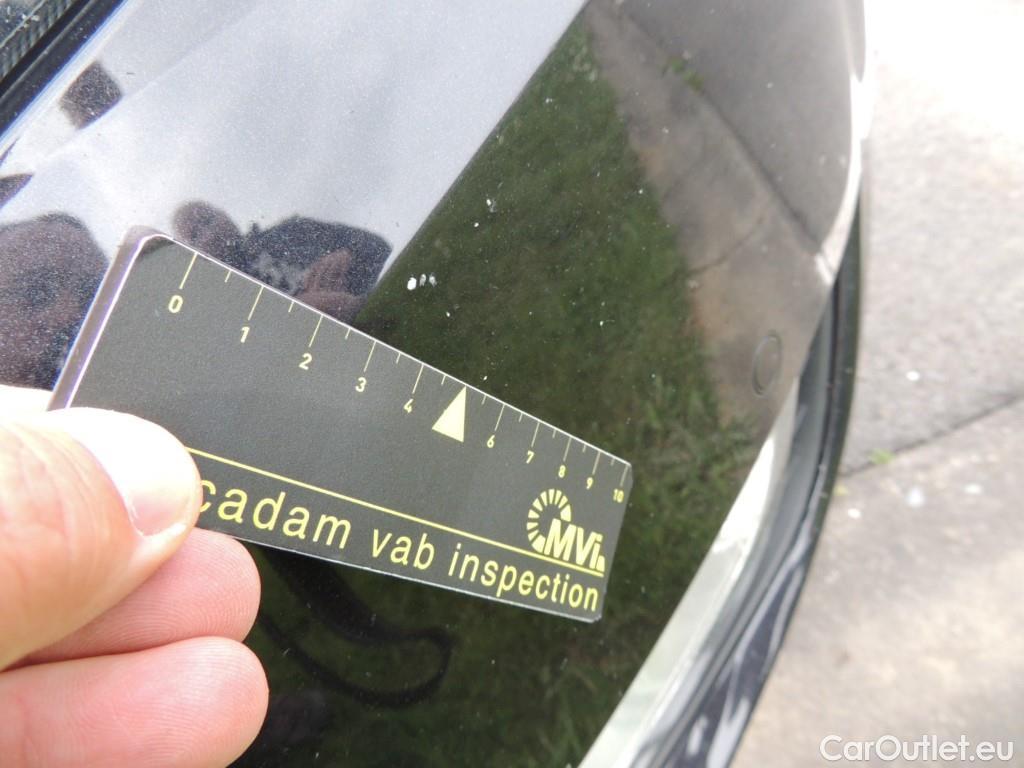 0 1 2 3 4 6 7 8 9 10
MVi
cadam vab inspection
CarOutlet.eu